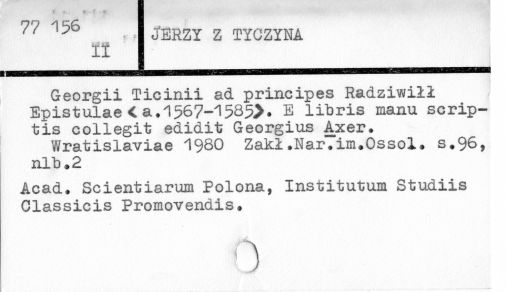 77 156
II
JERZY Z TYCZYNA
Georgii Ticinii ad principes Radziwiłł
Epistulae <a.1567-1585>. E libris manu scrip-
tis collegit edidit Georgius Axer.
Wratislaviae 1980 Zakł.Nar.im.Ossol. s.96,
nlb.2
Acad. Scientiarum Polona, Institutum Studiis
Classicis Promovendis.